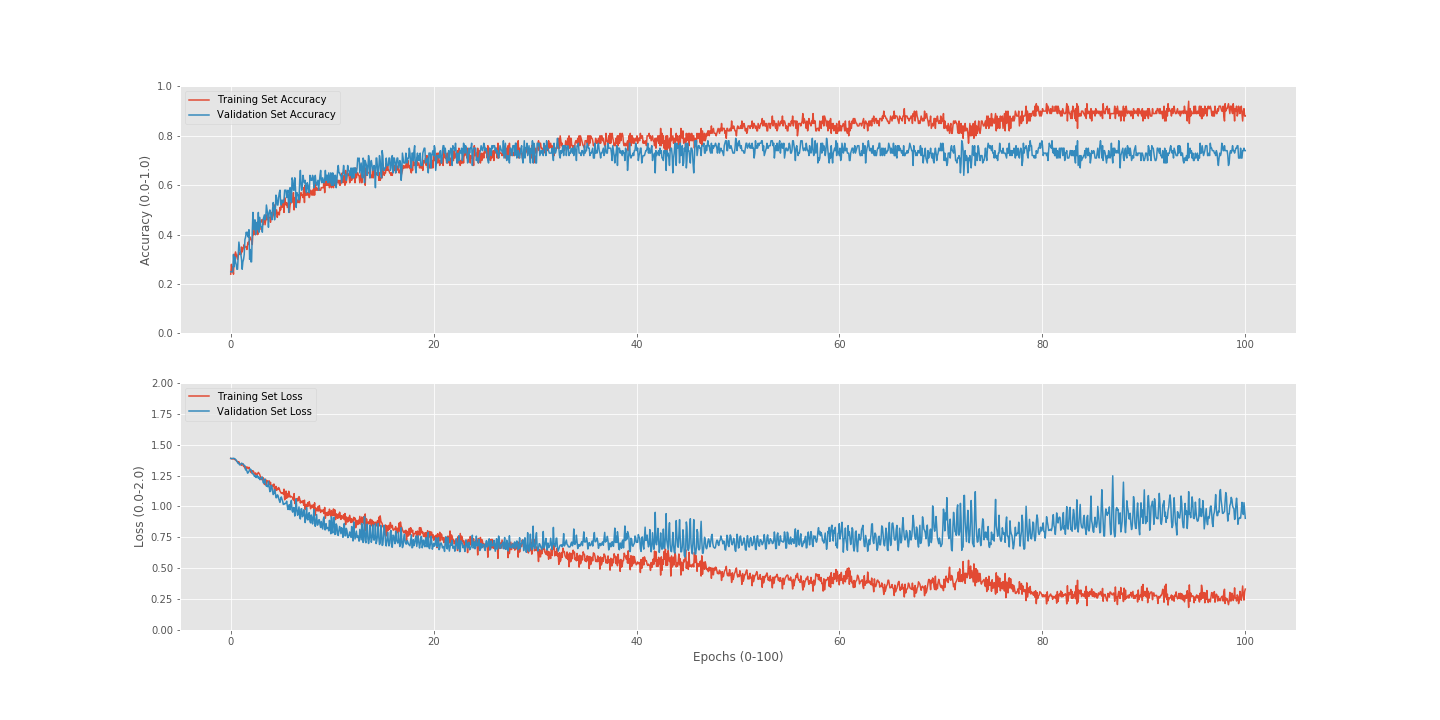 1.0
Training Set Accuracy
Validation Set Accuracy
0.8
0.6
0.4
0.2
0.0
Accuracy (0.0-1.0)
0 20 40 60 80 100
2.00
Training Set Loss
Validation Set Loss
1.75
1.50
1.25
1.00
0.75
0.50
0.25
0.00
Loss (0.0-2.0)
0 20 40 60 80 100
Epochs (0-100)